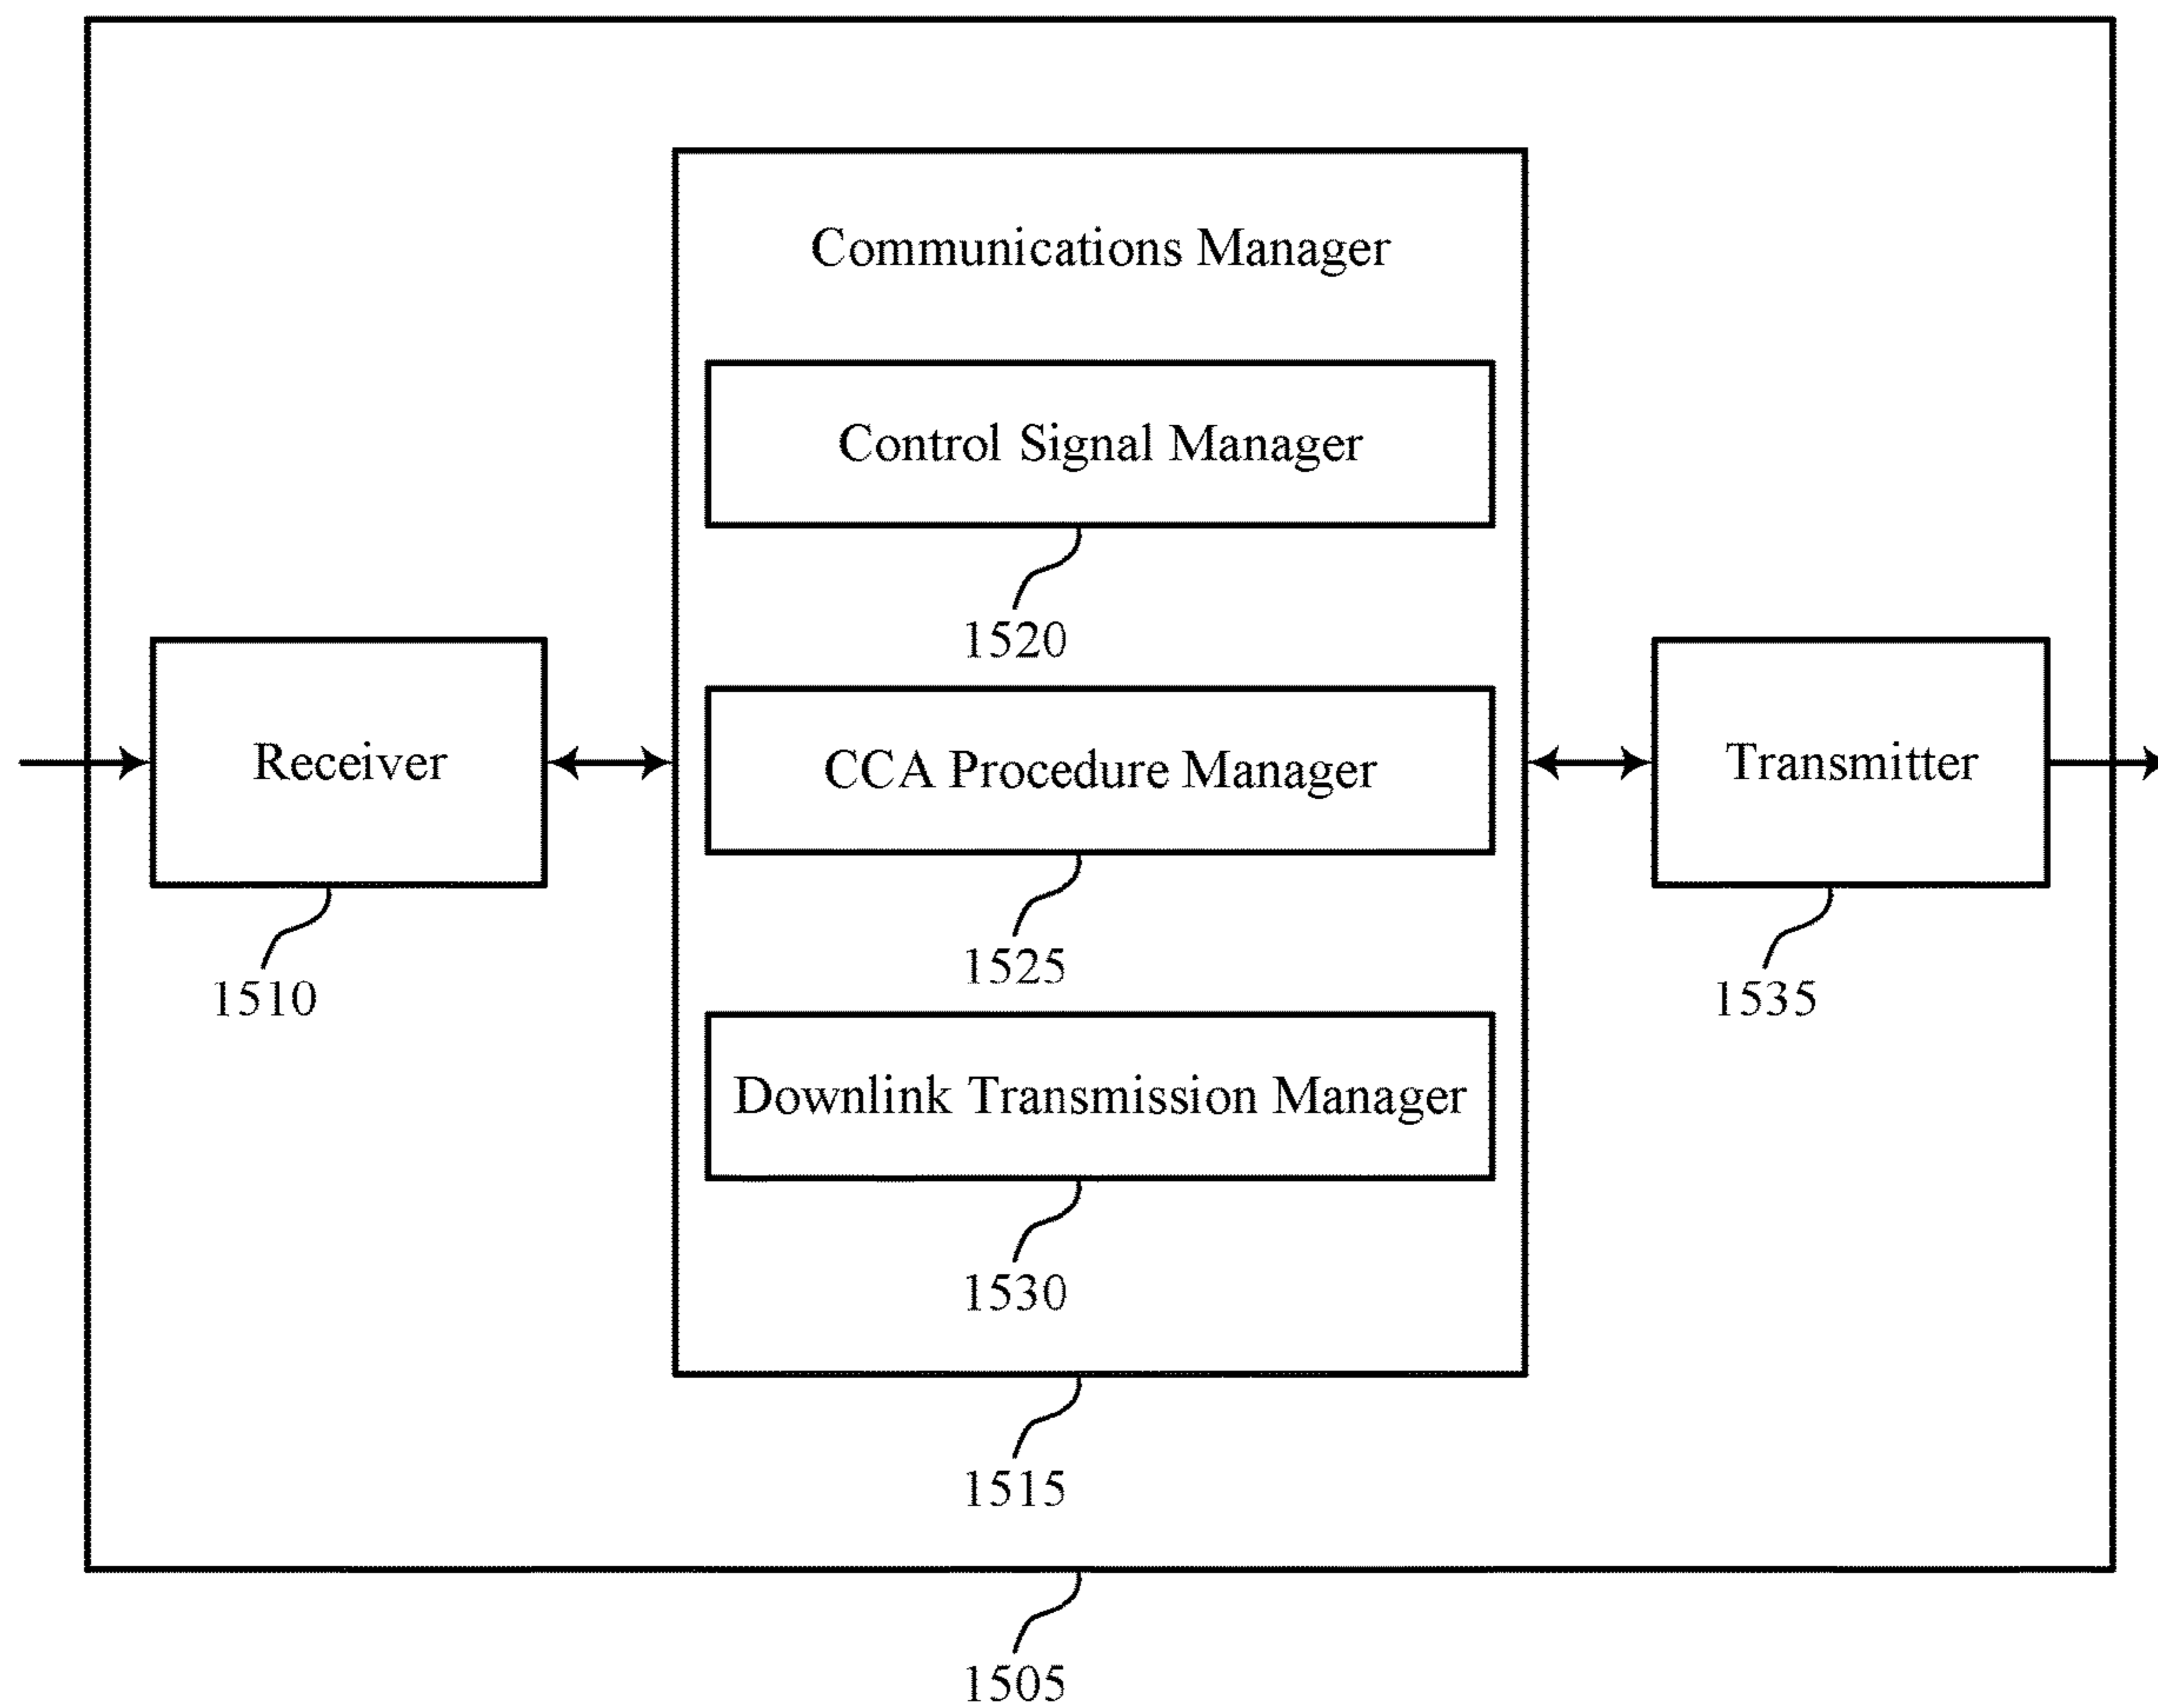 Communications Manager
Control Signal Manager
1520
Receiver
CCA Procedure Manager
Transmitter
1525
1510
1535
Downlink Transmission Manager
1530
1515
1505